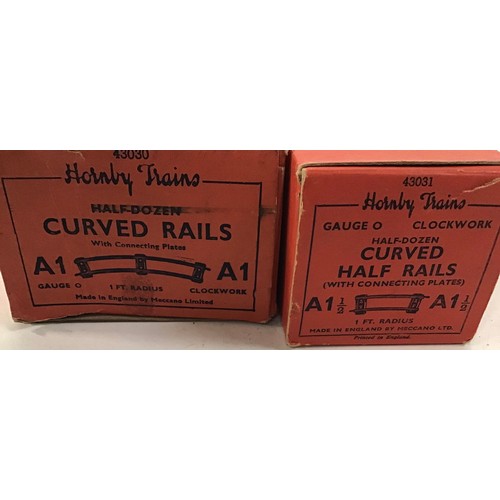 43030
Hornby Trains
HALF-DOZEN
CURVED RAILS
With Connecting Plates
A1 A1
GAUGE O 1 FT. RADIUS CLOCKWORK
Made in England by Meccano Limited
43031
Hornby Trains
GAUGE O CLOCKWORK
HALF-DOZEN
CURVED
HALF RAILS
(WITH CONNECTING PLATES)
A1½ A1½
1 FT. RADIUS
MADE IN ENGLAND BY MECCANO LTD.
Printed in England.